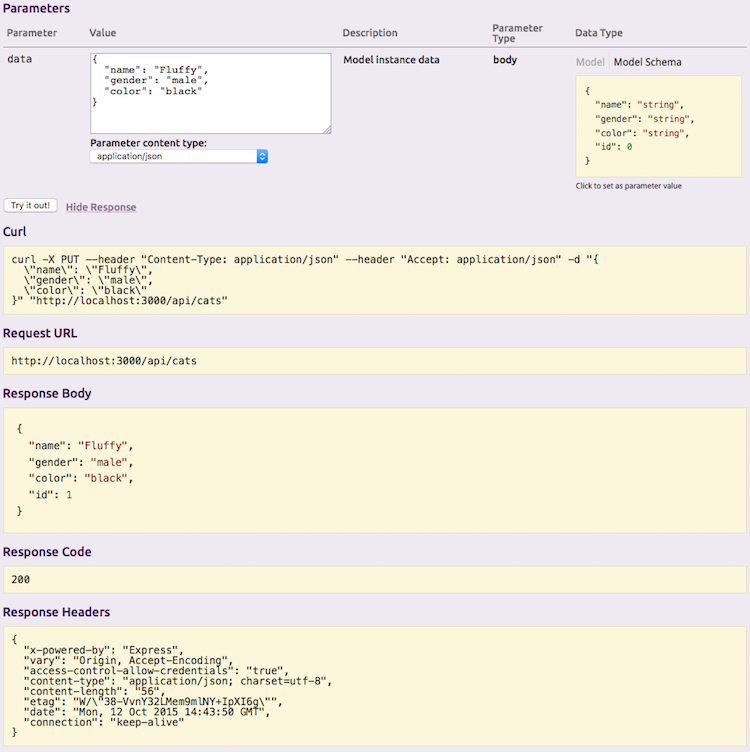 Parameters
Parameter Value Description Parameter Type Data Type
data
{
  "name": "Fluffy",
  "gender": "male",
  "color": "black"
}
Parameter content type:
application/json
Model instance data
body
Model Model Schema
{
  "name": "string",
  "gender": "string",
  "color": "string",
  "id": 0
}
Click to set as parameter value
Try it out! Hide Response
Curl
curl -X PUT --header "Content-Type: application/json" --header "Accept: application/json" -d "{
  \"name\": \"Fluffy\",
  \"gender\": \"male\",
  \"color\": \"black\"
}" "http://localhost:3000/api/cats"
Request URL
http://localhost:3000/api/cats
Response Body
{
  "name": "Fluffy",
  "gender": "male",
  "color": "black",
  "id": 1
}
Response Code
200
Response Headers
{
  "x-powered-by": "Express",
  "vary": "Origin, Accept-Encoding",
  "access-control-allow-credentials": "true",
  "content-type": "application/json; charset=utf-8",
  "content-length": "56",
  "etag": "W/\"38-VvnY32LMem9mlNY+IpXI6g\"",
  "date": "Mon, 12 Oct 2015 14:43:50 GMT",
  "connection": "keep-alive"
}